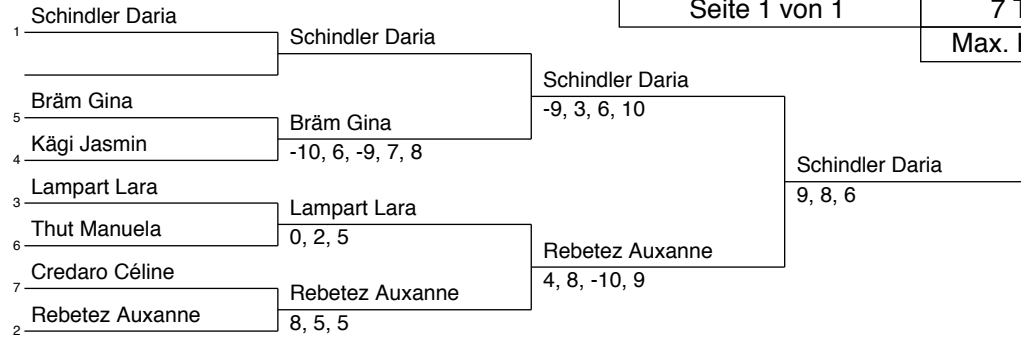 Seite 1 von 1
7 T
Max.
1 Schindler Daria
5 Bräm Gina
4 Kägi Jasmin
3 Lampart Lara
6 Thut Manuela
7 Credaro Céline
2 Rebetez Auxanne
Schindler Daria
Bräm Gina
-10, 6, -9, 7, 8
Lampart Lara
0, 2, 5
Rebetez Auxanne
8, 5, 5
Schindler Daria
-9, 3, 6, 10
Rebetez Auxanne
4, 8, -10, 9
Schindler Daria
9, 8, 6